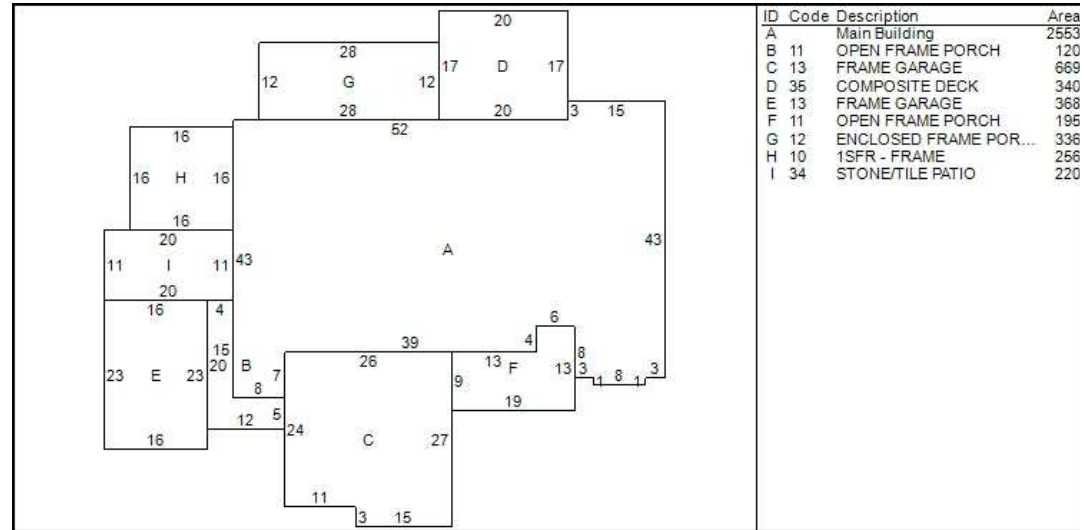 20
28
17 D 17
12 G 12
28 20 3 15
52
16
16 H 16
16
20
11 I 11 43 A 43
20
16 4
6
39 4
15 26 13 8
23 E 23 20 B 7 F 13 3 3
9 1 8 1
8
19
12 5
24 C 27
16
11
3 15
ID Code Description Area
A Main Building 2553
B 11 OPEN FRAME PORCH 120
C 13 FRAME GARAGE 669
D 35 COMPOSITE DECK 340
E 13 FRAME GARAGE 368
F 11 OPEN FRAME PORCH 195
G 12 ENCLOSED FRAME POR... 336
H 10 1SFR - FRAME 256
I 34 STONE/TILE PATIO 220